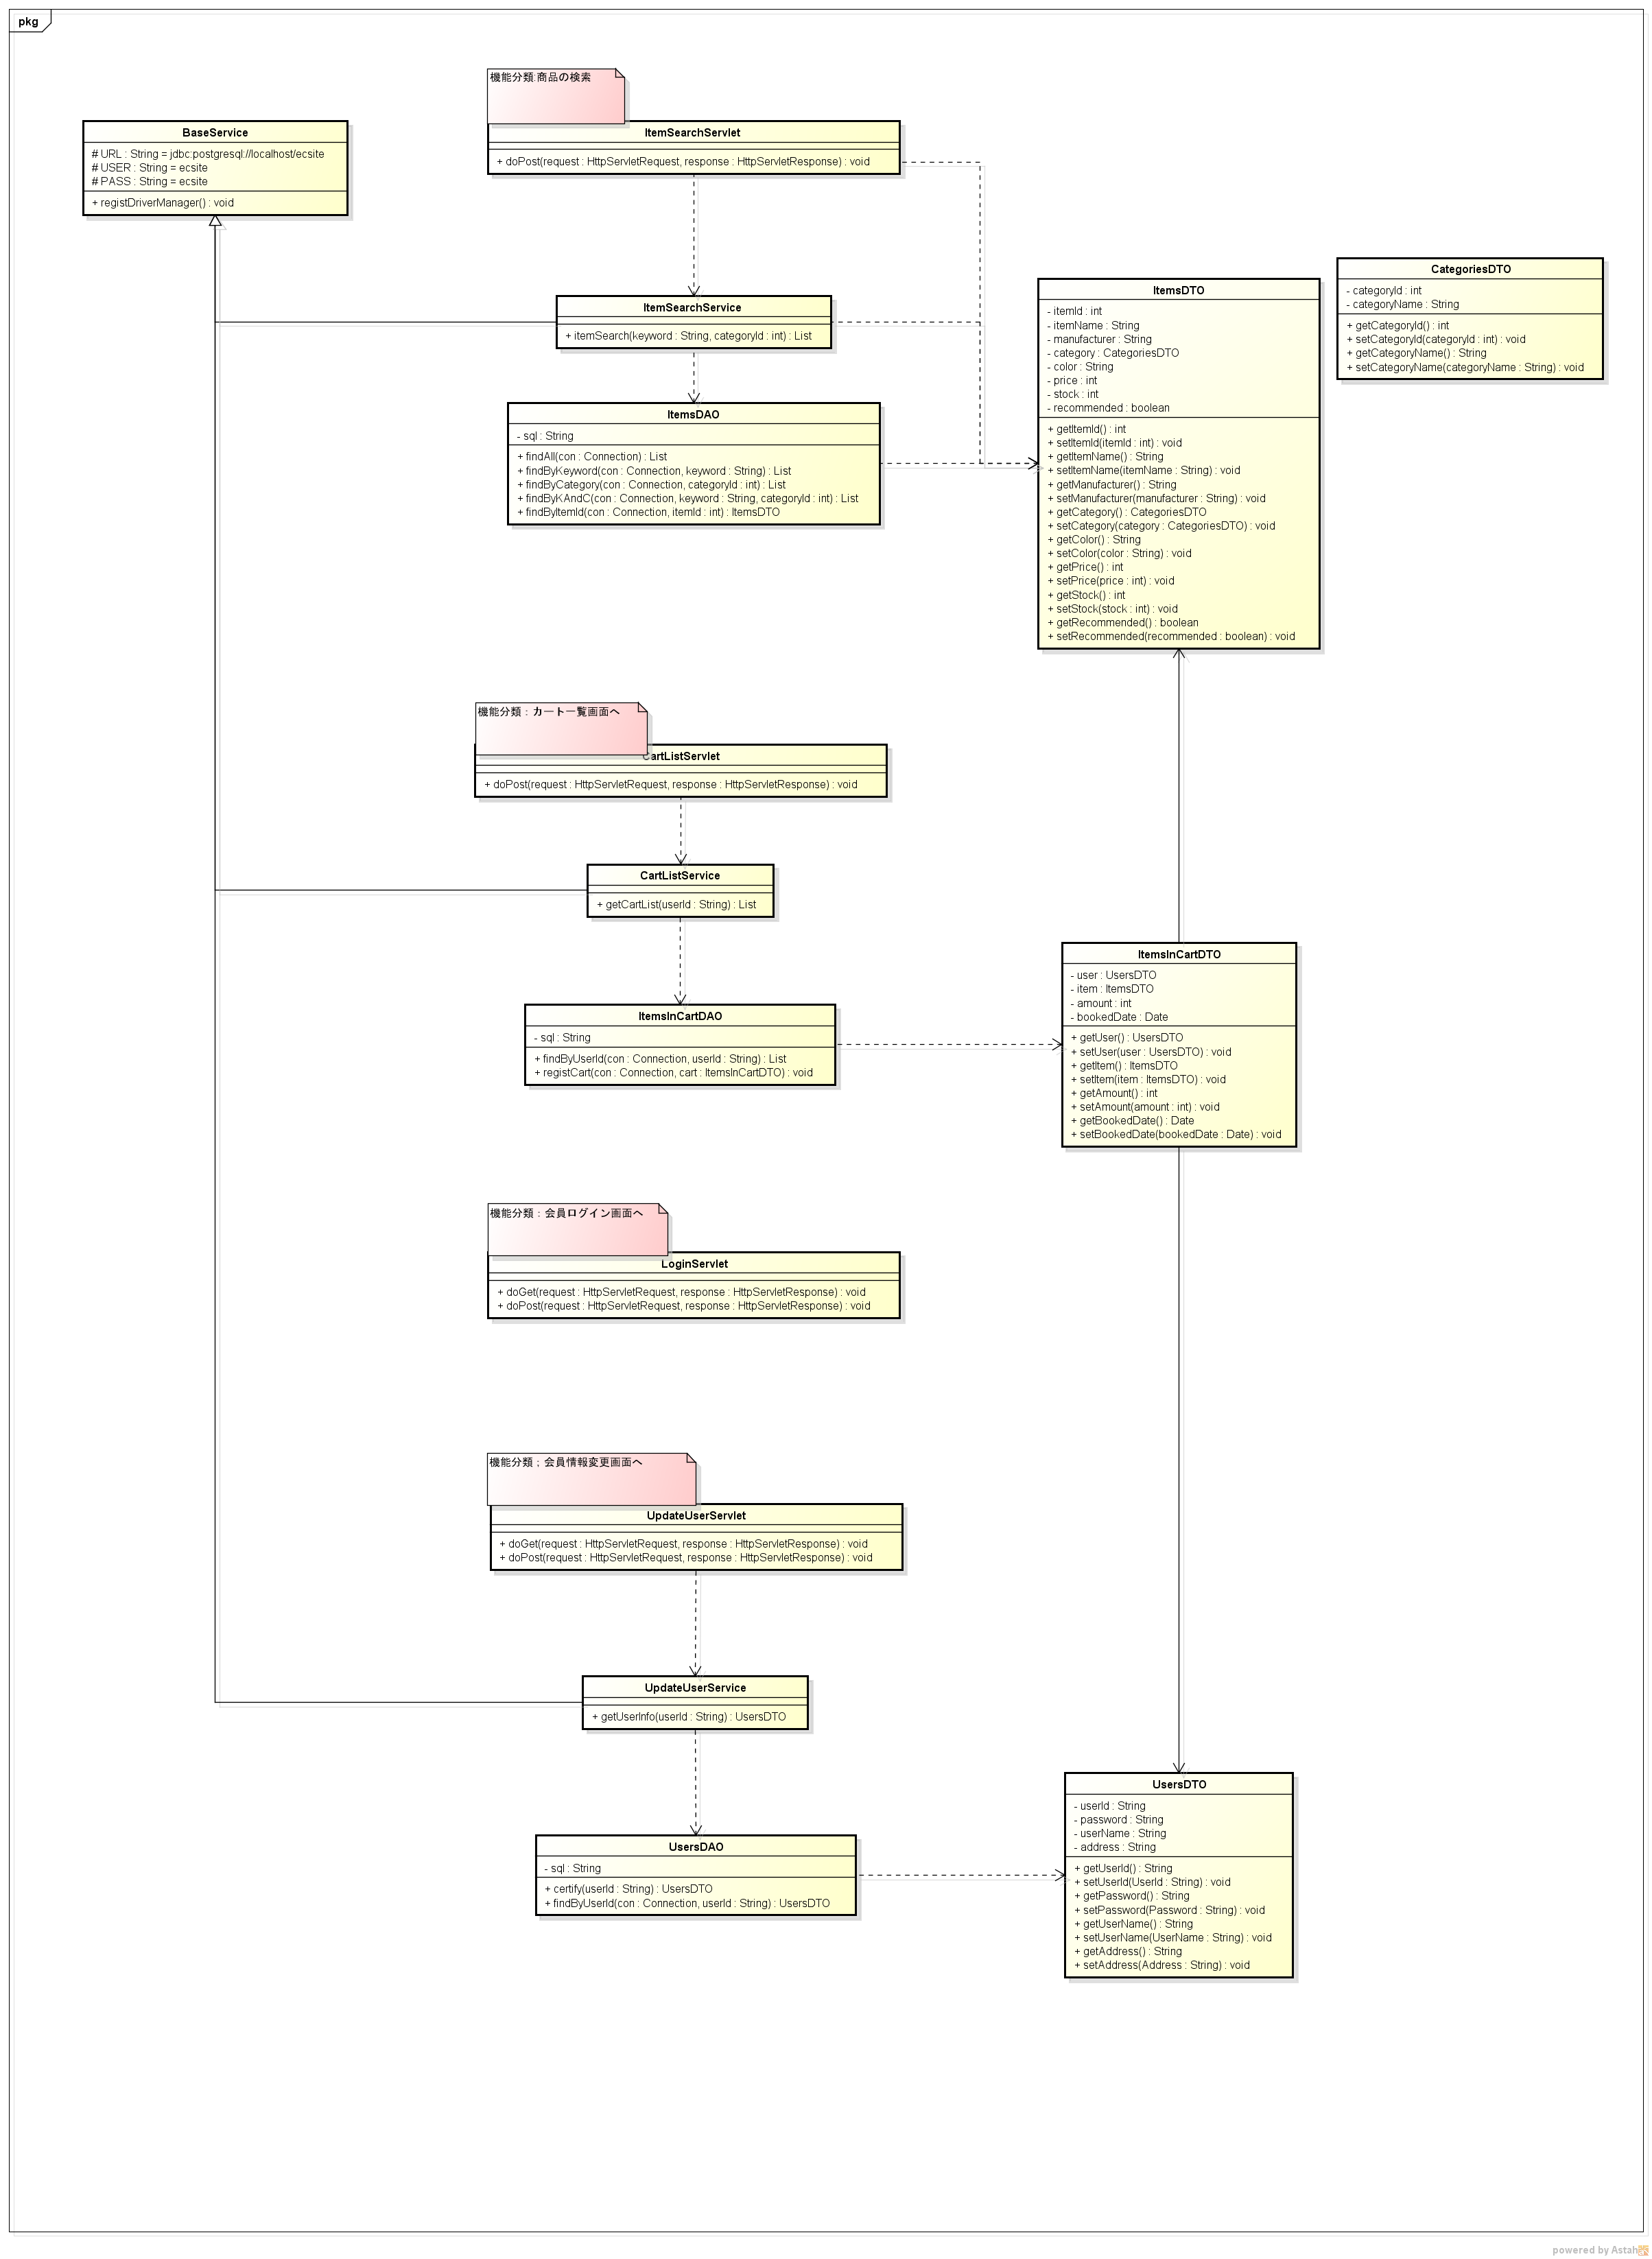 pkg
機能分類:商品の検索
BaseService
# URL : String = jdbc:postgresql://localhost/ecsite
# USER : String = ecsite
# PASS : String = ecsite
+ registDriverManager() : void
ItemSearchServlet
+ doPost(request : HttpServletRequest, response : HttpServletResponse) : void
ItemSearchService
+ itemSearch(keyword : String, categoryId : int) : List
ItemsDAO
- sql : String
+ findAll(con : Connection) : List
+ findByKeyword(con : Connection, keyword : String) : List
+ findByCategory(con : Connection, categoryId : int) : List
+ findByKAndC(con : Connection, keyword : String, categoryId : int) : List
+ findByItemId(con : Connection, itemId : int) : ItemsDTO
ItemsDTO
- itemId : int
- itemName : String
- manufacturer : String
- category : CategoriesDTO
- color : String
- price : int
- stock : int
- recommended : boolean
+ getItemId() : int
+ setItemId(itemId : int) : void
+ getItemName() : String
+ setItemName(itemName : String) : void
+ getManufacturer() : String
+ setManufacturer(manufacturer : String) : void
+ getCategory() : CategoriesDTO
+ setCategory(category : CategoriesDTO) : void
+ getColor() : String
+ setColor(color : String) : void
+ getPrice() : int
+ setPrice(price : int) : void
+ getStock() : int
+ setStock(stock : int) : void
+ getRecommended() : boolean
+ setRecommended(recommended : boolean) : void
CategoriesDTO
- categoryId : int
- categoryName : String
+ getCategoryId() : int
+ setCategoryId(categoryId : int) : void
+ getCategoryName() : String
+ setCategoryName(categoryName : String) : void
機能分類：カート一覧画面へ
CartListServlet
+ doPost(request : HttpServletRequest, response : HttpServletResponse) : void
CartListService
+ getCartList(userId : String) : List
ItemsInCartDAO
- sql : String
+ findByUserId(con : Connection, userId : String) : List
+ registCart(con : Connection, cart : ItemsInCartDTO) : void
ItemsInCartDTO
- user : UsersDTO
- item : ItemsDTO
- amount : int
- bookedDate : Date
+ getUser() : UsersDTO
+ setUser(user : UsersDTO) : void
+ getItem() : ItemsDTO
+ setItem(item : ItemsDTO) : void
+ getAmount() : int
+ setAmount(amount : int) : void
+ getBookedDate() : Date
+ setBookedDate(bookedDate : Date) : void
機能分類：会員ログイン画面へ
LoginServlet
+ doGet(request : HttpServletRequest, response : HttpServletResponse) : void
+ doPost(request : HttpServletRequest, response : HttpServletResponse) : void
機能分類；会員情報変更画面へ
UpdateUserServlet
+ doGet(request : HttpServletRequest, response : HttpServletResponse) : void
+ doPost(request : HttpServletRequest, response : HttpServletResponse) : void
UpdateUserService
+ getUserInfo(userId : String) : UsersDTO
UsersDAO
- sql : String
+ certify(userId : String) : UsersDTO
+ findByUserId(con : Connection, userId : String) : UsersDTO
UsersDTO
- userId : String
- password : String
- userName : String
- address : String
+ getUserId() : String
+ setUserId(UserId : String) : void
+ getPassword() : String
+ setPassword(Password : String) : void
+ getUserName() : String
+ setUserName(UserName : String) : void
+ getAddress() : String
+ setAddress(Address : String) : void
powered by Astah